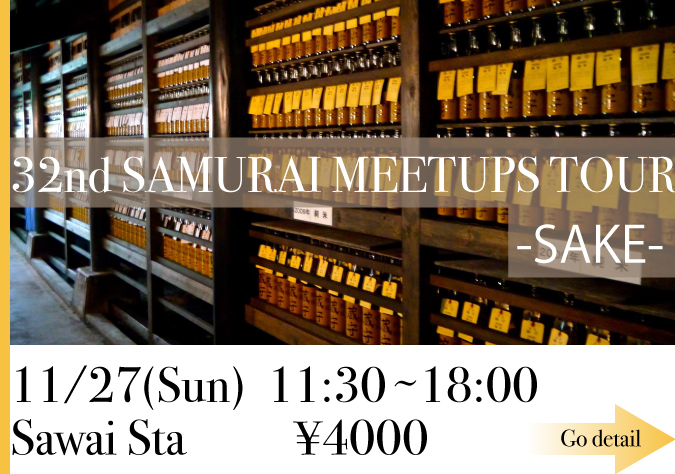 32nd SAMURAI MEETUPS TOUR
-SAKE-
11/27(Sun) 11:30~18:00
Sawai Sta ¥4000
Go detail